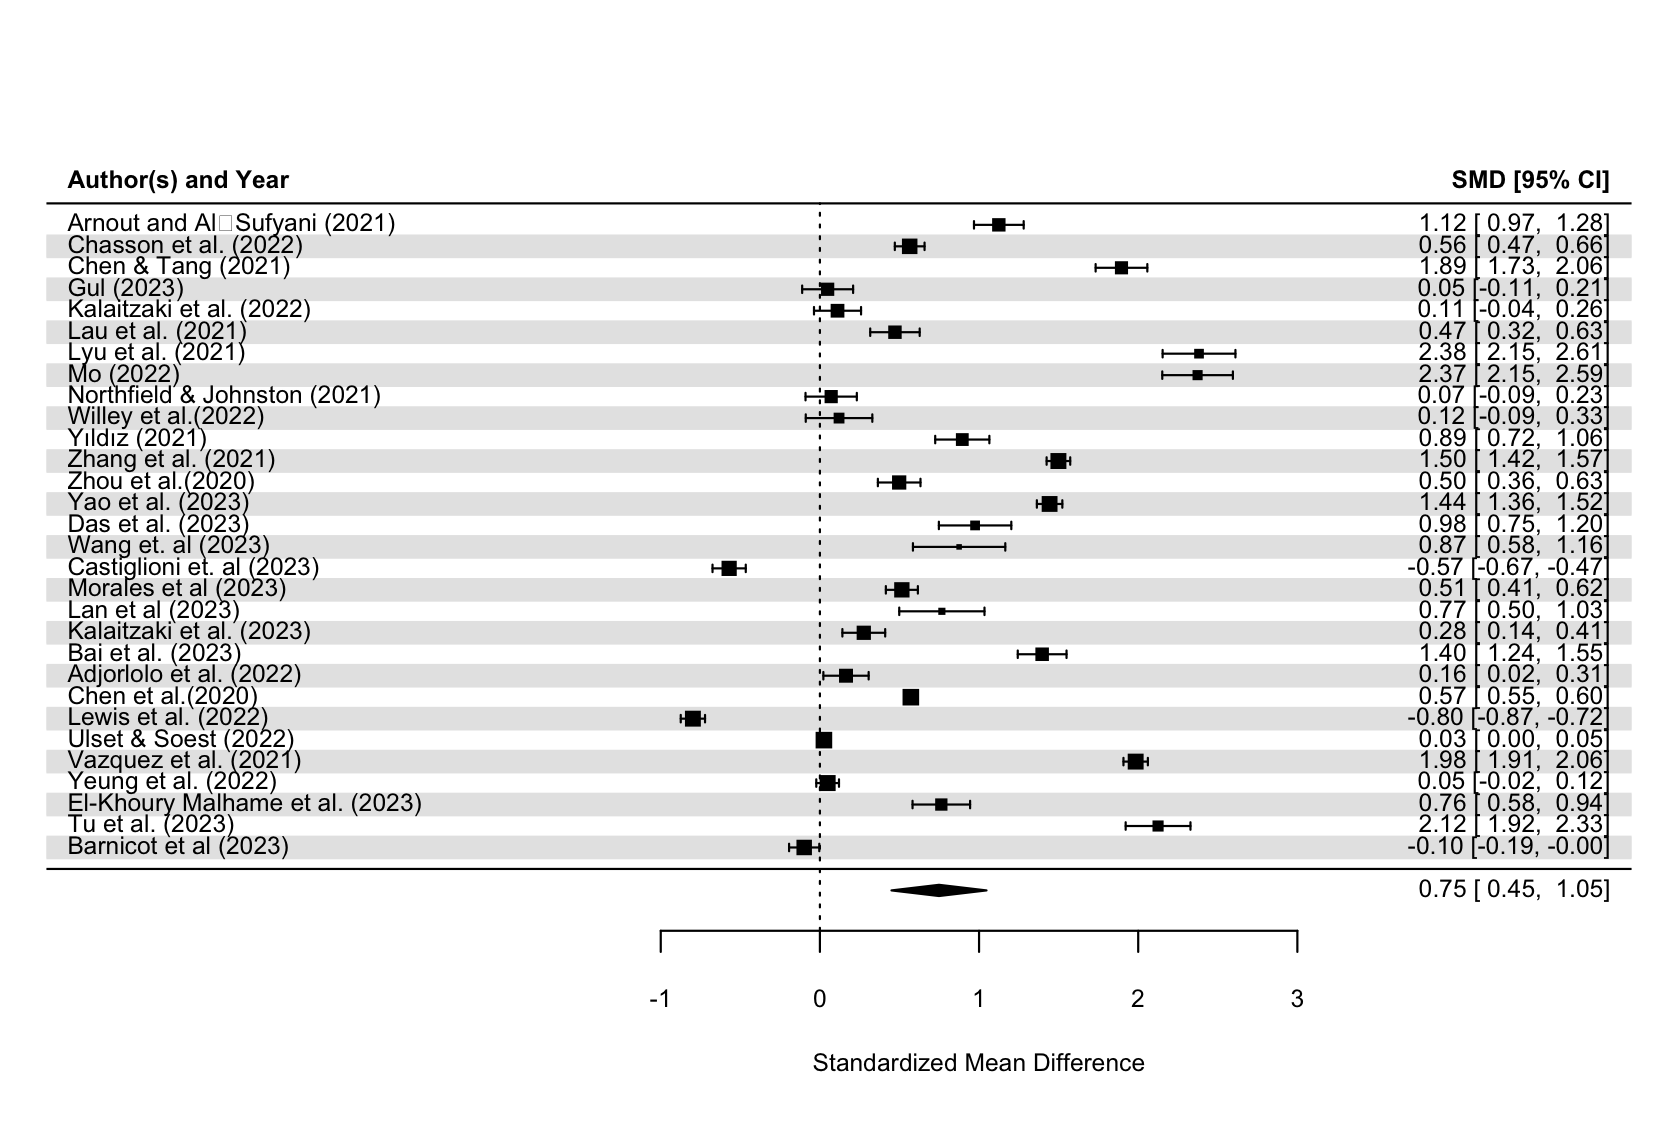 Author(s) and Year SMD [95% CI]
Arnout and Al□Sufyani (2021) 1.12 [ 0.97, 1.28]
Chasson et al. (2022) 0.56 [ 0.47, 0.66]
Chen & Tang (2021) 1.89 [ 1.73, 2.06]
Gul (2023) 0.05 [-0.11, 0.21]
Kalaitzaki et al. (2022) 0.11 [-0.04, 0.26]
Lau et al. (2021) 0.47 [ 0.32, 0.63]
Lyu et al. (2021) 2.38 [ 2.15, 2.61]
Mo (2022) 2.37 [ 2.15, 2.59]
Northfield & Johnston (2021) 0.07 [-0.09, 0.23]
Willey et al.(2022) 0.12 [-0.09, 0.33]
Yıldız (2021) 0.89 [ 0.72, 1.06]
Zhang et al. (2021) 1.50 [ 1.42, 1.57]
Zhou et al.(2020) 0.50 [ 0.36, 0.63]
Yao et al. (2023) 1.44 [ 1.36, 1.52]
Das et al. (2023) 0.98 [ 0.75, 1.20]
Wang et. al (2023) 0.87 [ 0.58, 1.16]
Castiglioni et. al (2023) -0.57 [-0.67, -0.47]
Morales et al (2023) 0.51 [ 0.41, 0.62]
Lan et al (2023) 0.77 [ 0.50, 1.03]
Kalaitzaki et al. (2023) 0.28 [ 0.14, 0.41]
Bai et al. (2023) 1.40 [ 1.24, 1.55]
Adjorlolo et al. (2022) 0.16 [ 0.02, 0.31]
Chen et al.(2020) 0.57 [ 0.55, 0.60]
Lewis et al. (2022) -0.80 [-0.87, -0.72]
Ulset & Soest (2022) 0.03 [ 0.00, 0.05]
Vazquez et al. (2021) 1.98 [ 1.91, 2.06]
Yeung et al. (2022) 0.05 [-0.02, 0.12]
El-Khoury Malhame et al. (2023) 0.76 [ 0.58, 0.94]
Tu et al. (2023) 2.12 [ 1.92, 2.33]
Barnicot et al (2023) -0.10 [-0.19, -0.00]
0.75 [ 0.45, 1.05]
-1 0 1 2 3
Standardized Mean Difference